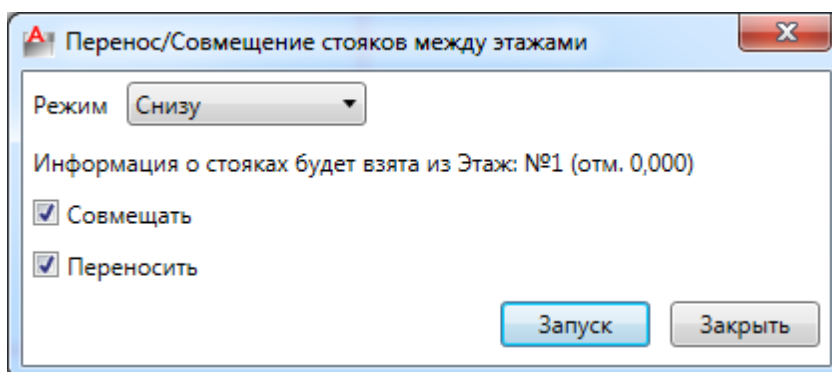 Перенос/Совмещение стояков между этажами
Режим Снизу
Информация о стояках будет взята из Этаж: №1 (отм. 0,000)
Совмещать
Переносить
Запуск Закрыть